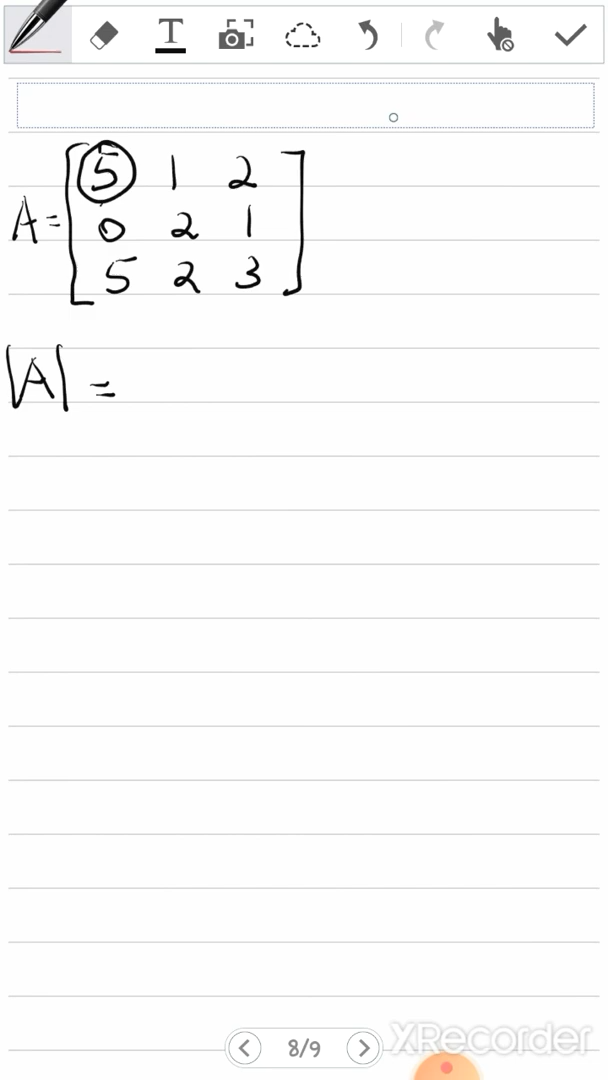 T
A = [ 5 1 2
0 2 1
5 2 3 ]
|A| =
8/9
XRecorder